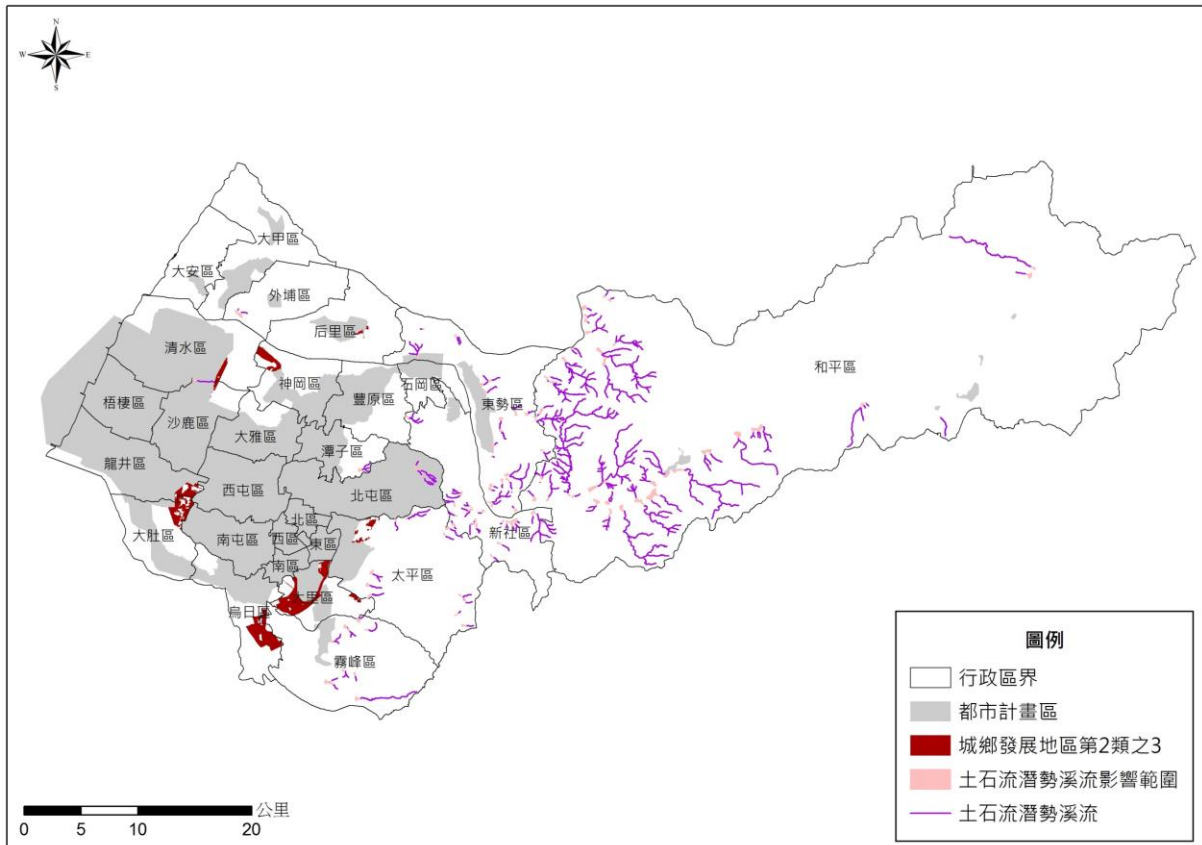 N
W
E
S
大甲區
大安區
外埔區
后里區
清水區
和平區
神岡區
石岡區
豐原區
東勢區
梧棲區
沙鹿區
大雅區
潭子區
龍井區
西屯區
北屯區
北區
大肚區
南屯區
西區
東區
新社區
南區
太平區
大里區
烏日區
霧峰區
圖例
行政區界
都市計畫區
城鄉發展地區第2類之3
土石流潛勢溪流影響範圍
土石流潛勢溪流
公里
0 5 10 20